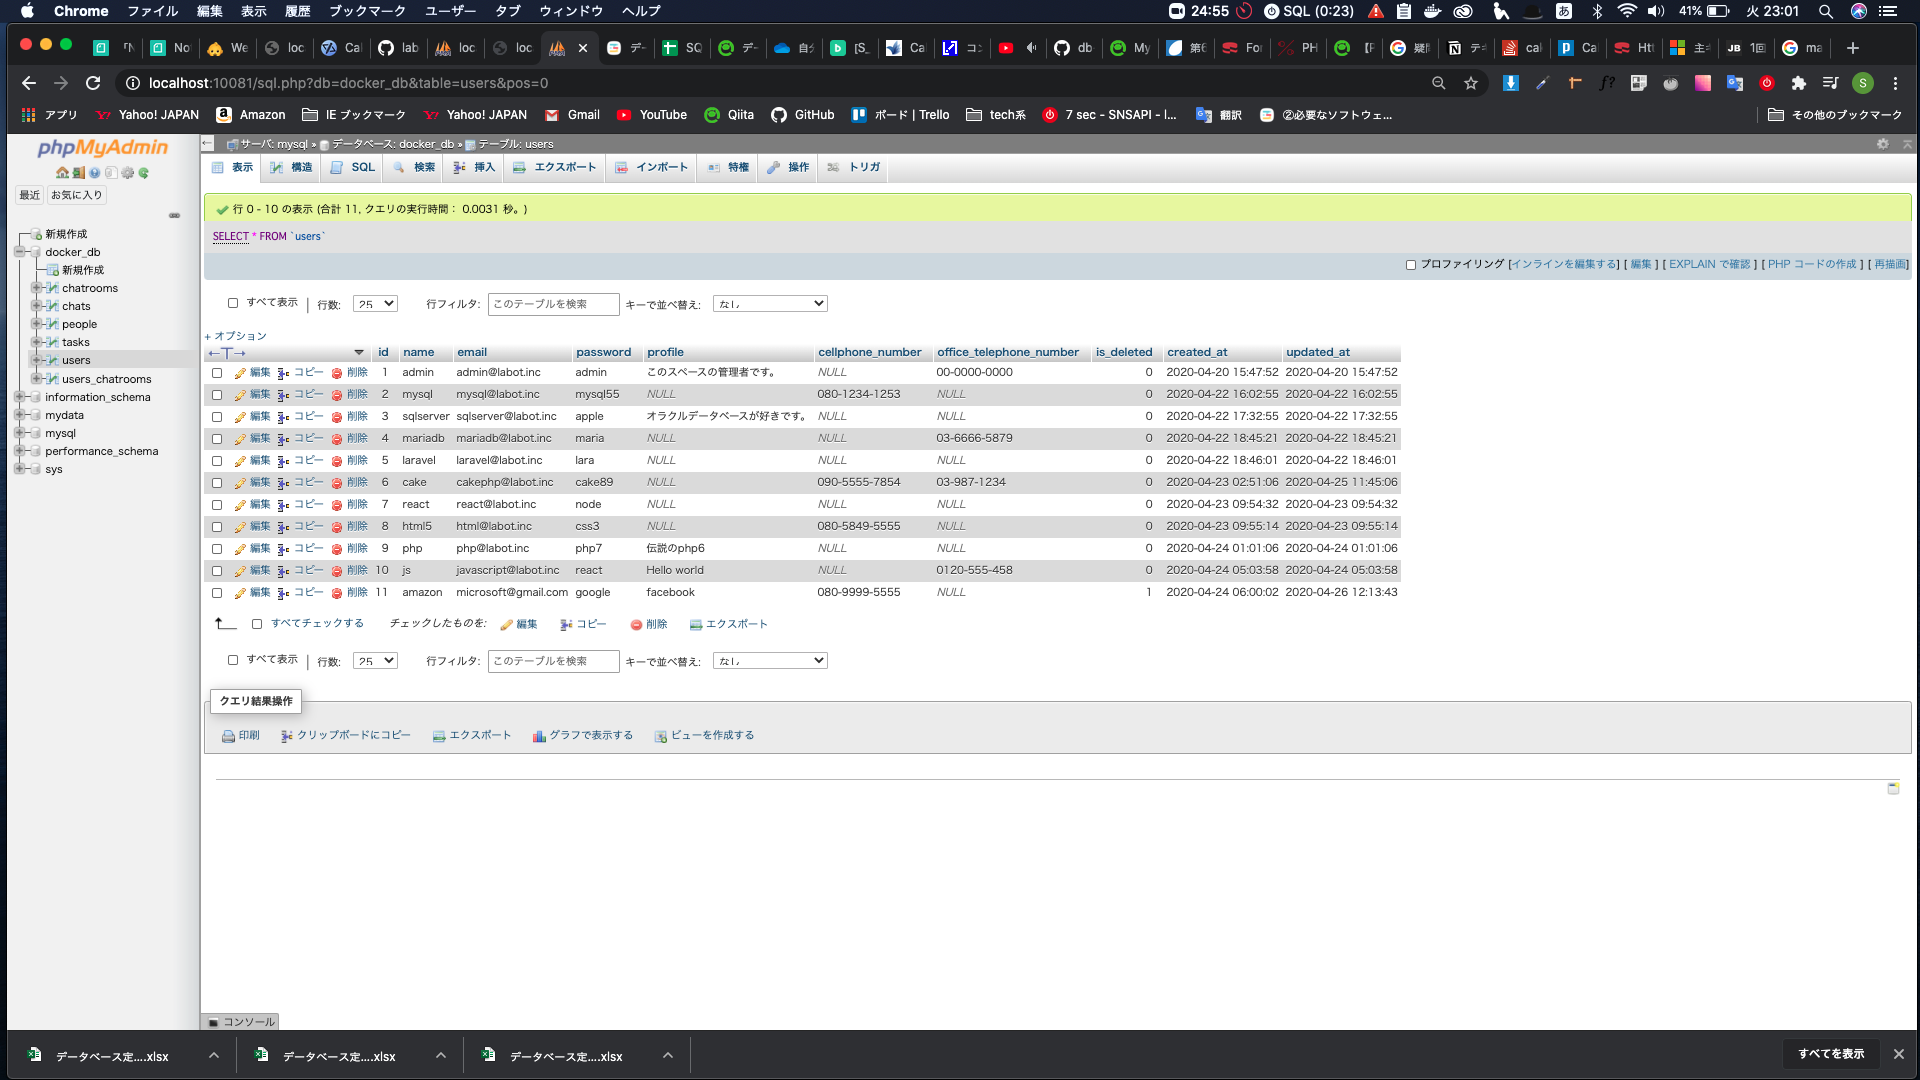 Chrome ファイル 編集 表示 履歴 ブックマーク ユーザー タブ ウィンドウ ヘルプ 24:55 SQL (0:23) あ 41% 火 23:01
No We loc Cal lab loc loc デー SQ デー 自分 [S_ Ca コン db My 第6 Fo PH 疑問 テキ cak Ca Htt 主キ JB 1回 ma
localhost:10081/sql.php?db=docker_db&table=users&pos=0 S
アプリ Yahoo! JAPAN Amazon IE ブックマーク Yahoo! JAPAN Gmail YouTube Qiita GitHub ボード | Trello tech系 7 sec - SNSAPI - l... 翻訳 ②必要なソフトウェ... その他のブックマーク
phpMyAdmin
最近 お気に入り
新規作成
docker_db
新規作成
chatrooms
chats
people
tasks
users
users_chatrooms
information_schema
mydata
mysql
performance_schema
sys
サーバ: mysql » データベース: docker_db » テーブル: users
表示 構造 SQL 検索 挿入 エクスポート インポート 特権 操作 トリガ
行 0 - 10 の表示 (合計 11, クエリの実行時間： 0.0031 秒。)
SELECT * FROM `users`
プロファイリング [インラインを編集する] [ 編集 ] [ EXPLAIN で確認 ] [ PHP コードの作成 ] [ 再描画]
すべて表示 | 行数: 25 行フィルタ: このテーブルを検索 キーで並べ替え: なし
+ オプション
←T→ id name email password profile cellphone_number office_telephone_number is_deleted created_at updated_at
編集 コピー 削除 1 admin admin@labot.inc admin このスペースの管理者です。 NULL 00-0000-0000 0 2020-04-20 15:47:52 2020-04-20 15:47:52
編集 コピー 削除 2 mysql mysql@labot.inc mysql55 NULL 080-1234-1253 NULL 0 2020-04-22 16:02:55 2020-04-22 16:02:55
編集 コピー 削除 3 sqlserver sqlserver@labot.inc apple オラクルデータベースが好きです。 NULL NULL 0 2020-04-22 17:32:55 2020-04-22 17:32:55
編集 コピー 削除 4 mariadb mariadb@labot.inc maria NULL NULL 03-6666-5879 0 2020-04-22 18:45:21 2020-04-22 18:45:21
編集 コピー 削除 5 laravel laravel@labot.inc lara NULL NULL NULL 0 2020-04-22 18:46:01 2020-04-22 18:46:01
編集 コピー 削除 6 cake cakephp@labot.inc cake89 NULL 090-5555-7854 03-987-1234 0 2020-04-23 02:51:06 2020-04-25 11:45:06
編集 コピー 削除 7 react react@labot.inc node NULL NULL NULL 0 2020-04-23 09:54:32 2020-04-23 09:54:32
編集 コピー 削除 8 html5 html@labot.inc css3 NULL 080-5849-5555 NULL 0 2020-04-23 09:55:14 2020-04-23 09:55:14
編集 コピー 削除 9 php php@labot.inc php7 伝説のphp6 NULL NULL 0 2020-04-24 01:01:06 2020-04-24 01:01:06
編集 コピー 削除 10 js javascript@labot.inc react Hello world NULL 0120-555-458 0 2020-04-24 05:03:58 2020-04-24 05:03:58
編集 コピー 削除 11 amazon microsoft@gmail.com google facebook 080-9999-5555 NULL 1 2020-04-24 06:00:02 2020-04-26 12:13:43
すべてチェックする チェックしたものを: 編集 コピー 削除 エクスポート
すべて表示 | 行数: 25 行フィルタ: このテーブルを検索 キーで並べ替え: なし
クエリ結果操作
印刷 クリップボードにコピー エクスポート グラフで表示する ビューを作成する
コンソール
データベース定....xlsx データベース定....xlsx データベース定....xlsx すべてを表示